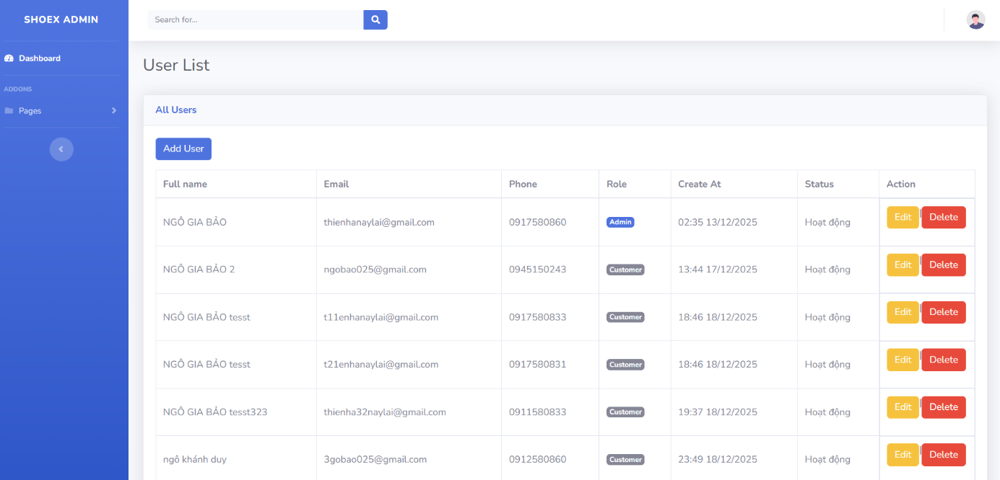 SHOEX ADMIN
Search for...
Dashboard
ADDONS
Pages
User List
All Users
Add User
Full name Email Phone Role Create At Status Action
NGÔ GIA BẢO thienhanaylai@gmail.com 0917580860 Admin 02:35 13/12/2025 Hoạt động Edit Delete
NGÔ GIA BẢO 2 ngobao025@gmail.com 0945150243 Customer 13:44 17/12/2025 Hoạt động Edit Delete
NGÔ GIA BẢO tesst t11enhanaylai@gmail.com 0917580833 Customer 18:46 18/12/2025 Hoạt động Edit Delete
NGÔ GIA BẢO tesst t21enhanaylai@gmail.com 0917580831 Customer 18:46 18/12/2025 Hoạt động Edit Delete
NGÔ GIA BẢO tesst323 thienha32naylai@gmail.com 0911580833 Customer 19:37 18/12/2025 Hoạt động Edit Delete
ngô khánh duy 3gobao025@gmail.com 0912580860 Customer 23:49 18/12/2025 Hoạt động Edit Delete